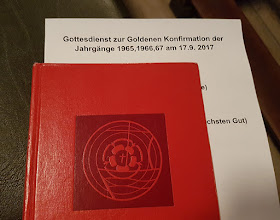 Gottesdienst zur Goldenen Konfirmation der
Jahrgänge 1965,1966,67 am 17.9. 2017
e)
chsten Gut)